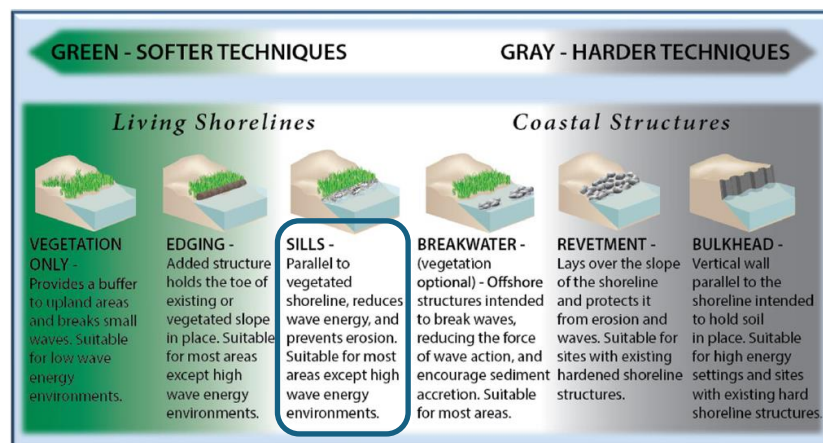 GREEN - SOFTER TECHNIQUES
GRAY - HARDER TECHNIQUES
Living Shorelines
Coastal Structures
VEGETATION
ONLY -
Provides a buffer
to upland areas
and breaks small
waves. Suitable
for low wave
energy
environments.
EDGING -
Added structure
holds the toe of
existing or
vegetated slope
in place. Suitable
for most areas
except high
wave energy
environments.
SILLS -
Parallel to
vegetated
shoreline, reduces
wave energy, and
prevents erosion.
Suitable for most
areas except high
wave energy
environments.
BREAKWATER -
(vegetation
optional) - Offshore
structures intended
to break waves,
reducing the force
of wave action, and
encourage sediment
accretion. Suitable
for most areas.
REVETMENT -
Lays over the slope
of the shoreline
and protects it
from erosion and
waves. Suitable for
sites with existing
hardened shoreline
structures.
BULKHEAD -
Vertical wall
parallel to the
shoreline intended
to hold soil
in place. Suitable
for high energy
settings and sites
with existing hard
shoreline structures.